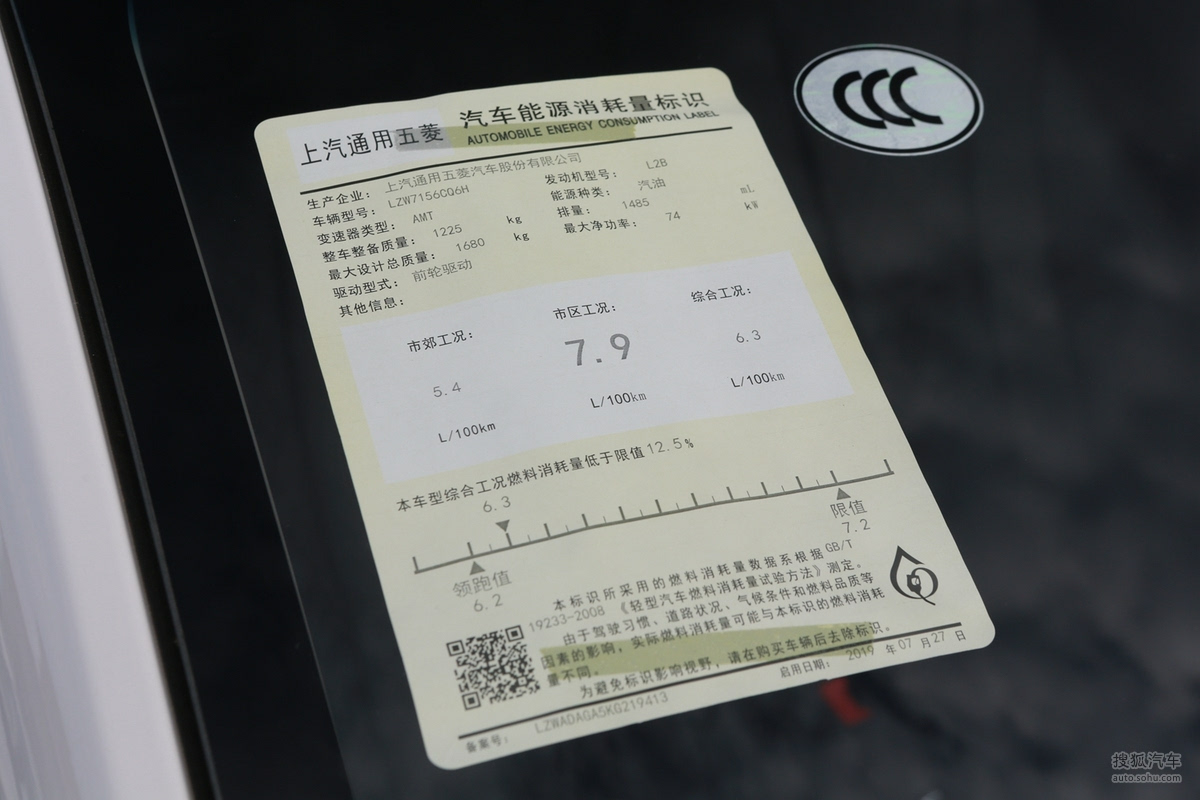 CCC
上汽通用五菱
汽车能源消耗量标识
AUTOMOBILE ENERGY CONSUMPTION LABEL
生产企业: 上汽通用五菱汽车股份有限公司
车辆型号: LZW7156CQ6H
发动机型号: L2B
变速器类型: AMT
能源种类: 汽油
整车整备质量: 1225 kg
排量: 1485 mL
最大设计总质量: 1680 kg
最大净功率: 74 kW
驱动型式: 前轮驱动
其他信息:
市郊工况: 市区工况: 综合工况:
5.4 7.9 6.3
L/100km L/100km L/100km
本车型综合工况燃料消耗量低于限值12.5%
6.3
领跑值
6.2
限值
7.2
本标识所采用的燃料消耗量数据系根据GB/T
19233-2008《轻型汽车燃料消耗量试验方法》测定。
由于驾驶习惯、道路状况、气候条件和燃料品质等
因素的影响,实际燃料消耗量可能与本标识的燃料消耗
量不同。
为避免标识影响视野,请在购买车辆后去除标识。
备案号: LZWADAGA5KG219413
启用日期: 2019 年 07 月 27 日
搜狐汽车
auto.sohu.com